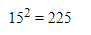 15² = 225